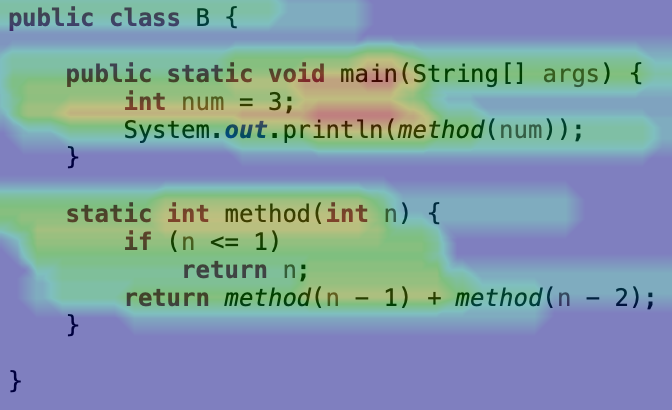 public class B {
    public static void main(String[] args) {
        int num = 3;
        System.out.println(method(num));
    }
    static int method(int n) {
        if (n <= 1)
            return n;
        return method(n - 1) + method(n - 2);
    }
}